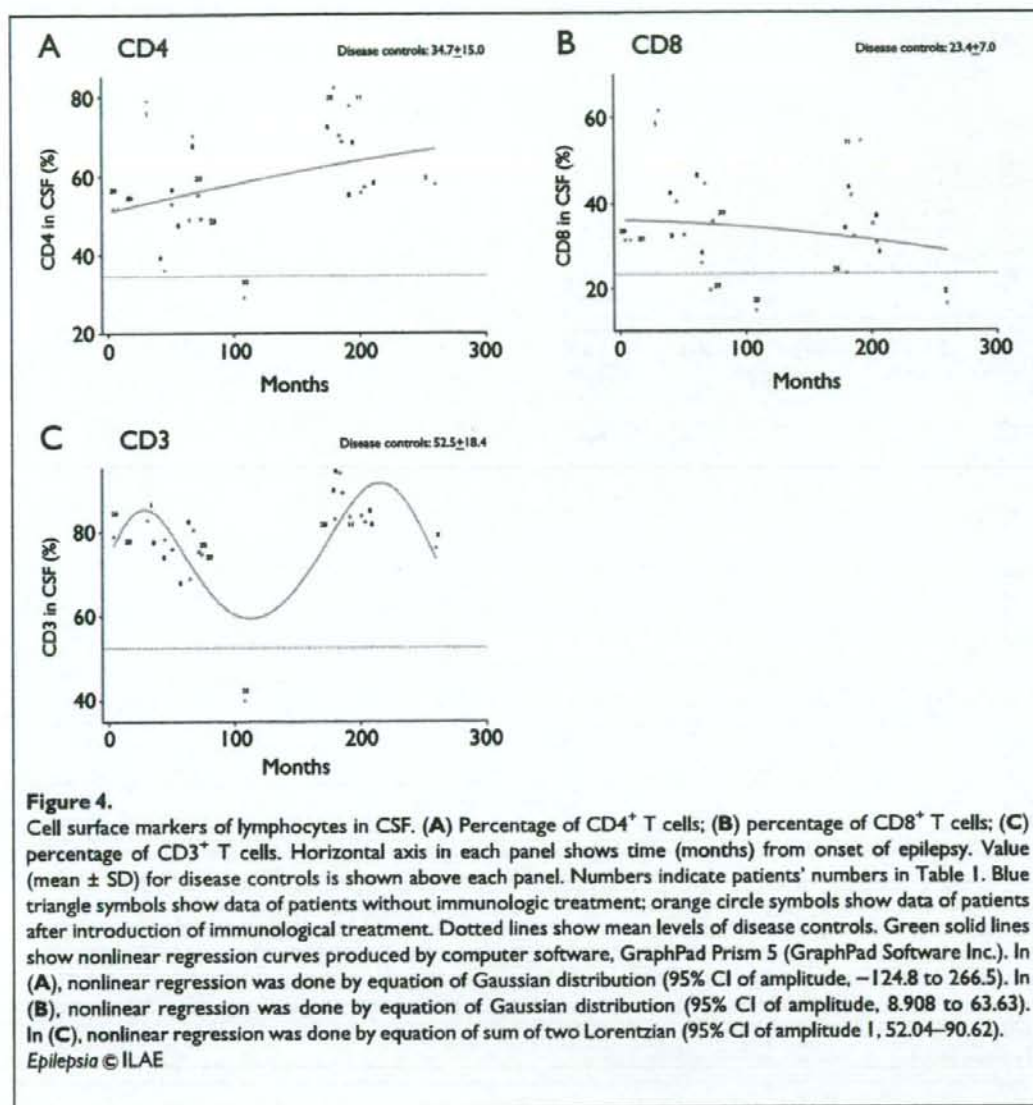 A CD4 Disease controls: 34.7±15.0
80
60
40
20
CD4 in CSF (%)
0 100 200 300
Months
B CD8 Disease controls: 23.4±7.0
60
40
20
CD8 in CSF (%)
0 100 200 300
Months
C CD3 Disease controls: 52.5±18.4
80
60
40
CD3 in CSF (%)
0 100 200 300
Months
Figure 4.
Cell surface markers of lymphocytes in CSF. (A) Percentage of CD4⁺ T cells; (B) percentage of CD8⁺ T cells; (C)
percentage of CD3⁺ T cells. Horizontal axis in each panel shows time (months) from onset of epilepsy. Value
(mean ± SD) for disease controls is shown above each panel. Numbers indicate patients' numbers in Table 1. Blue
triangle symbols show data of patients without immunologic treatment; orange circle symbols show data of patients
after introduction of immunological treatment. Dotted lines show mean levels of disease controls. Green solid lines
show nonlinear regression curves produced by computer software, GraphPad Prism 5 (GraphPad Software Inc.). In
(A), nonlinear regression was done by equation of Gaussian distribution (95% CI of amplitude, −124.8 to 266.5). In
(B), nonlinear regression was done by equation of Gaussian distribution (95% CI of amplitude, 8.908 to 63.63).
In (C), nonlinear regression was done by equation of sum of two Lorentzian (95% CI of amplitude 1, 52.04–90.62).
Epilepsia © ILAE